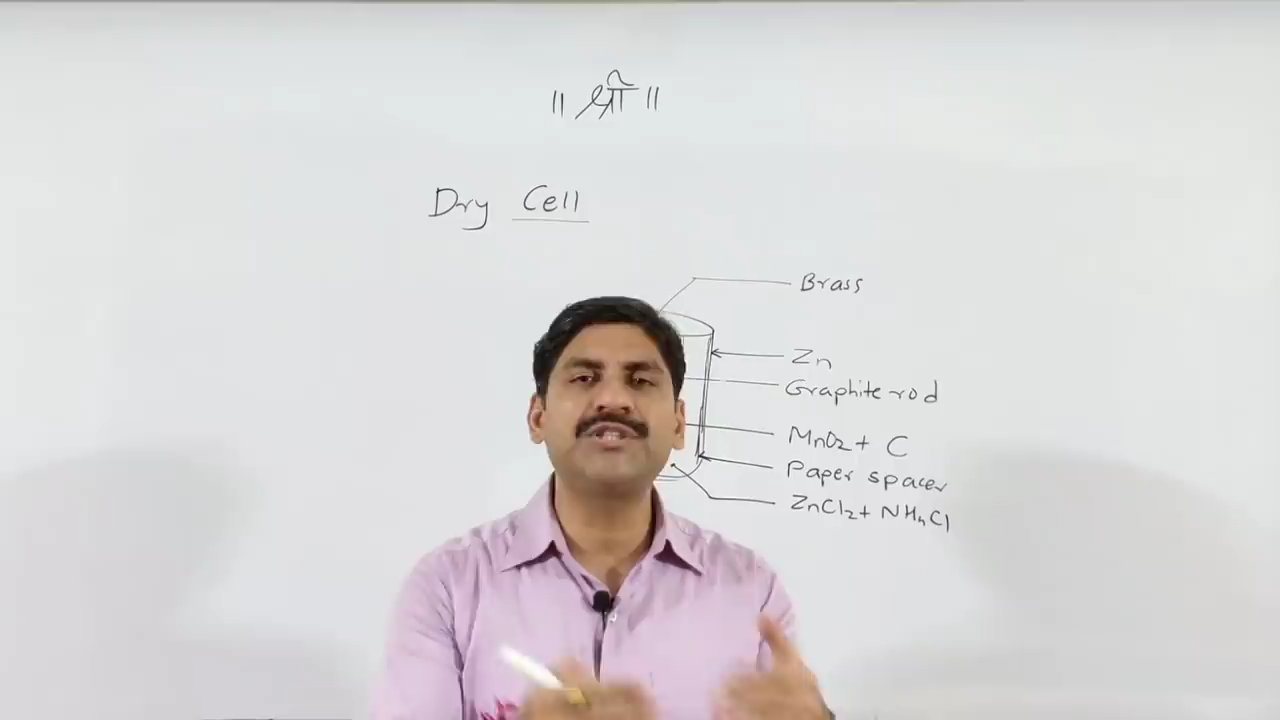 ॥ श्री ॥
Dry Cell
Brass
Zn
Graphite rod
MnO₂ + C
Paper spacer
ZnCl₂ + NH₄Cl